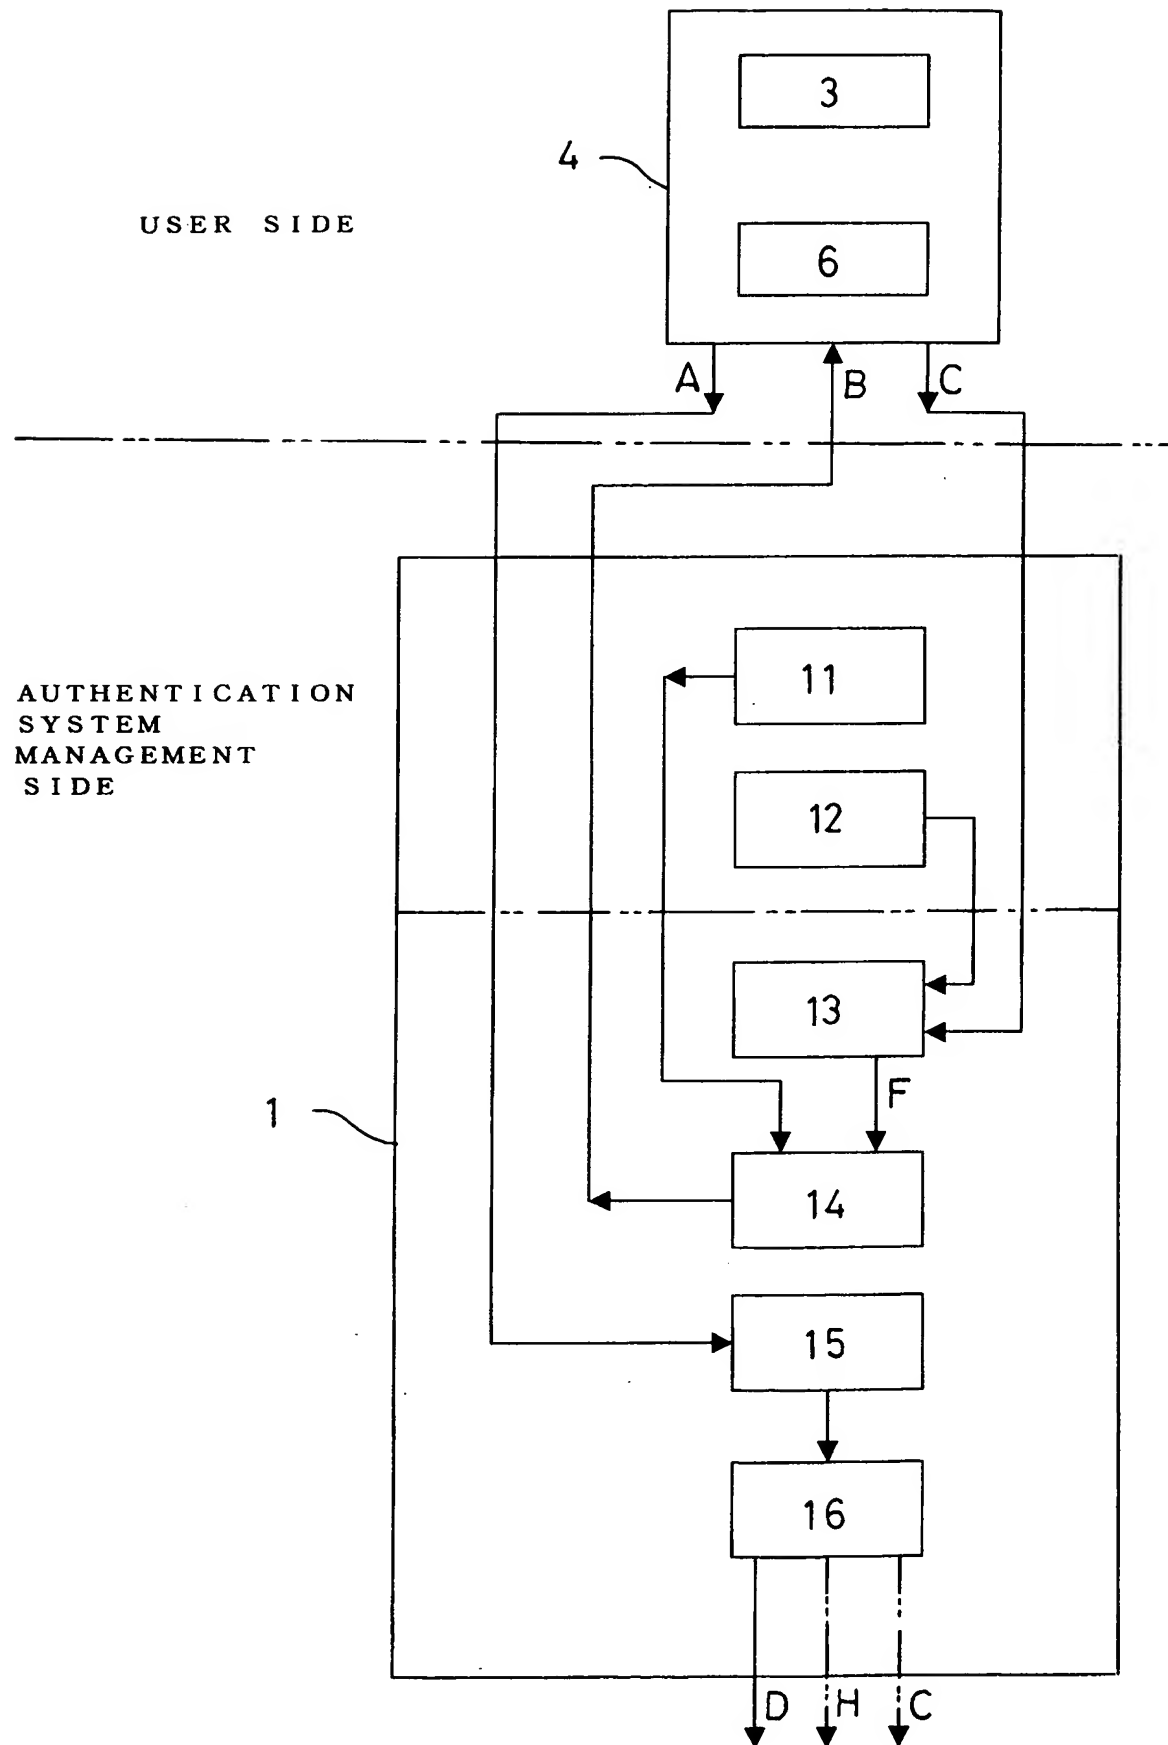 3
4
USER SIDE
6
A
B
C
11
AUTHENTICATION
SYSTEM
MANAGEMENT
SIDE
12
13
F
1
14
15
16
D
H
C